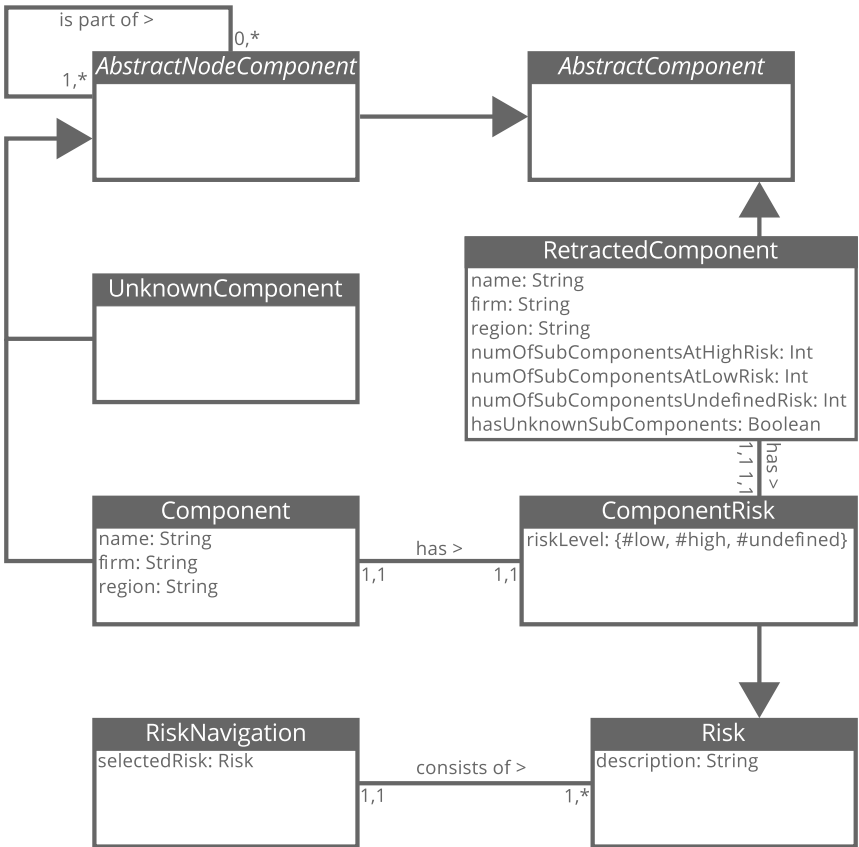 is part of >
0,*
1,*
AbstractNodeComponent
AbstractComponent
RetractedComponent
name: String
firm: String
region: String
numOfSubComponentsAtHighRisk: Int
numOfSubComponentsAtLowRisk: Int
numOfSubComponentsUndefinedRisk: Int
hasUnknownSubComponents: Boolean
UnknownComponent
1,1
1,1
has >
Component
name: String
firm: String
region: String
has >
1,1
1,1
ComponentRisk
riskLevel: {#low, #high, #undefined}
RiskNavigation
selectedRisk: Risk
consists of >
1,1
1,*
Risk
description: String